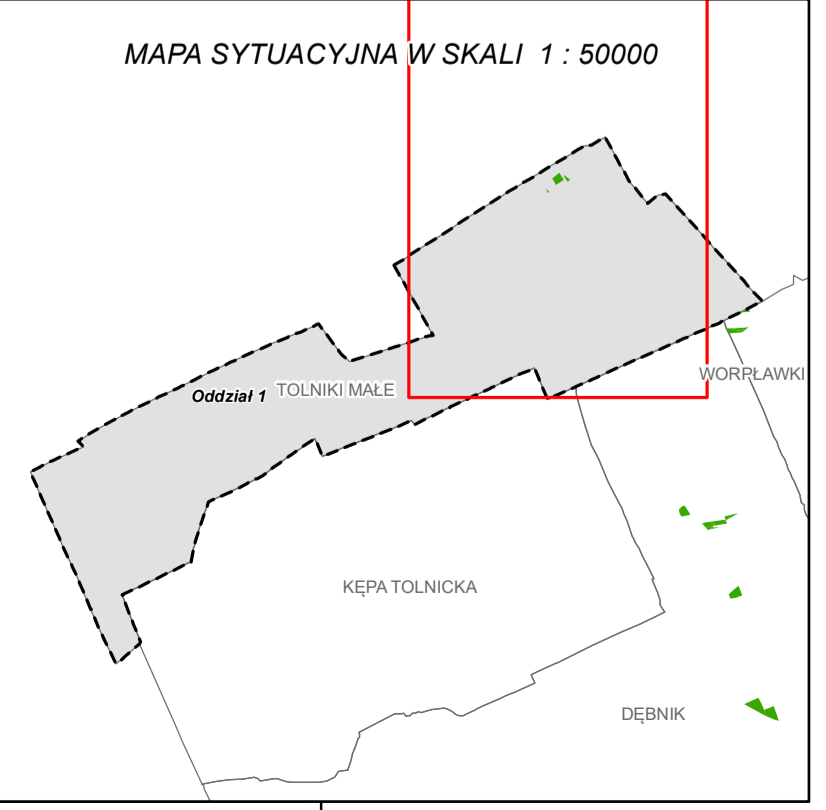 MAPA SYTUACYJNA W SKALI 1 : 50000
WORPŁAWKI
Oddział 1 TOLNIKI MAŁE
KĘPA TOLNICKA
DĘBNIK